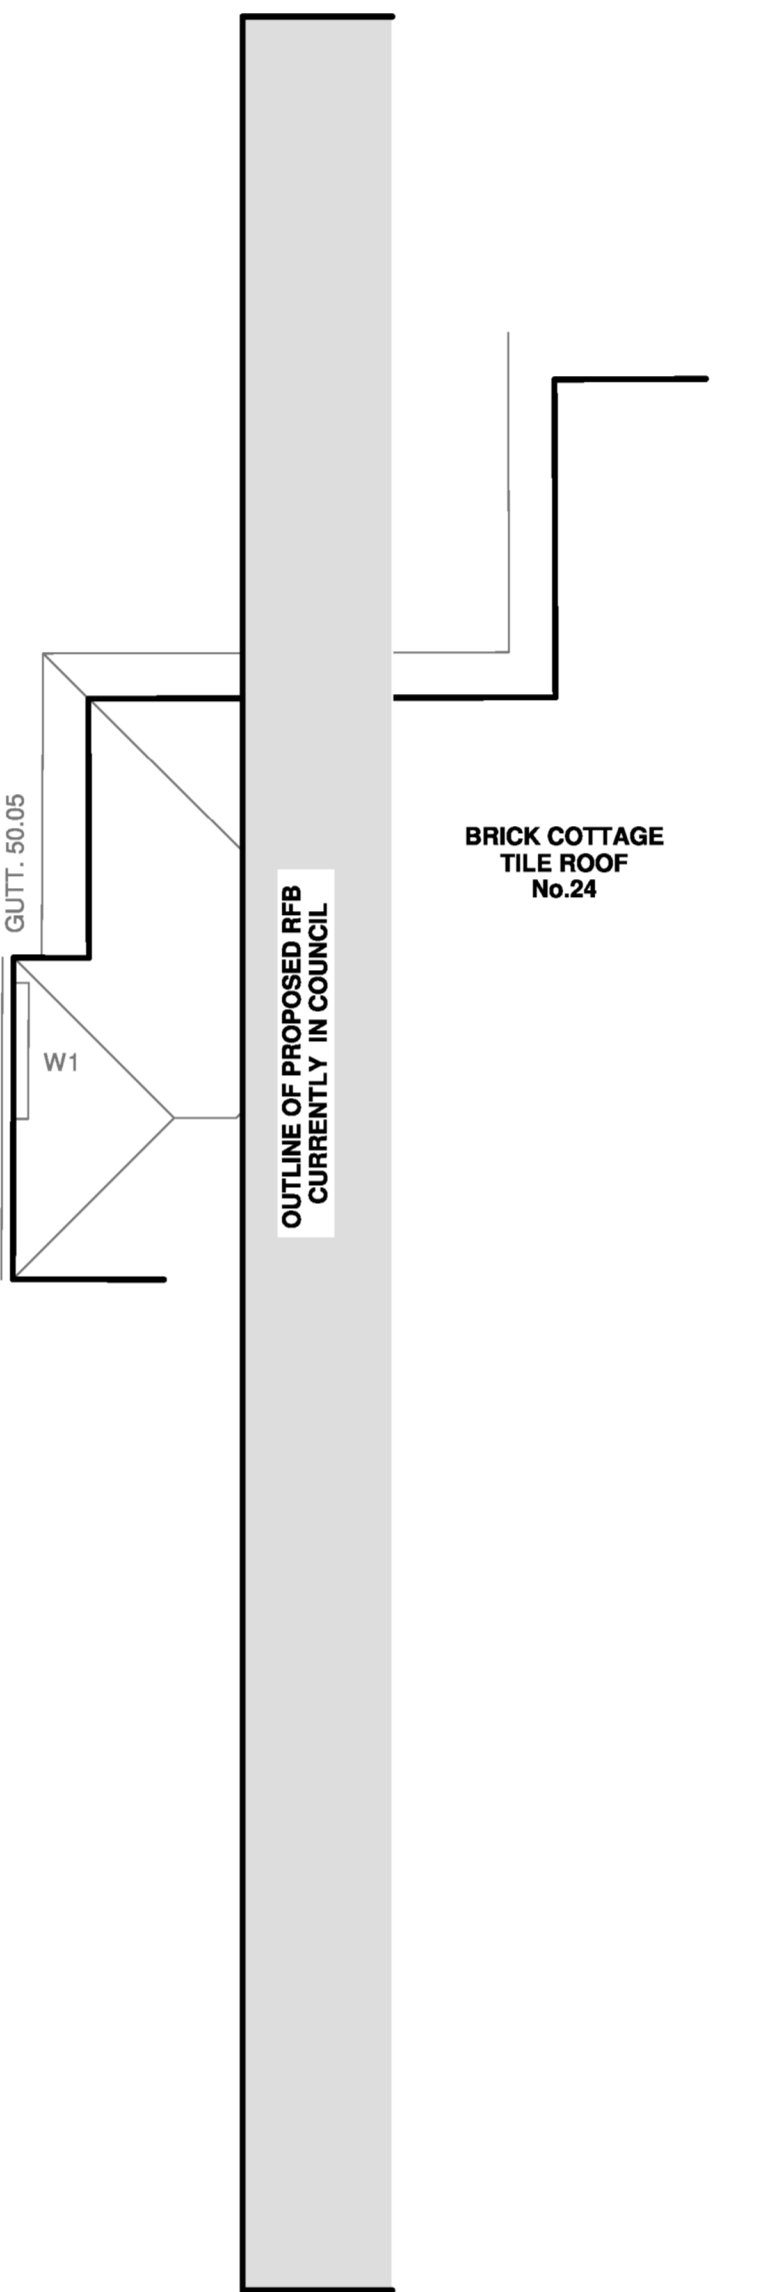 GUTT. 50.05
BRICK COTTAGE
TILE ROOF
No.24
OUTLINE OF PROPOSED RFB
CURRENTLY IN COUNCIL
W1